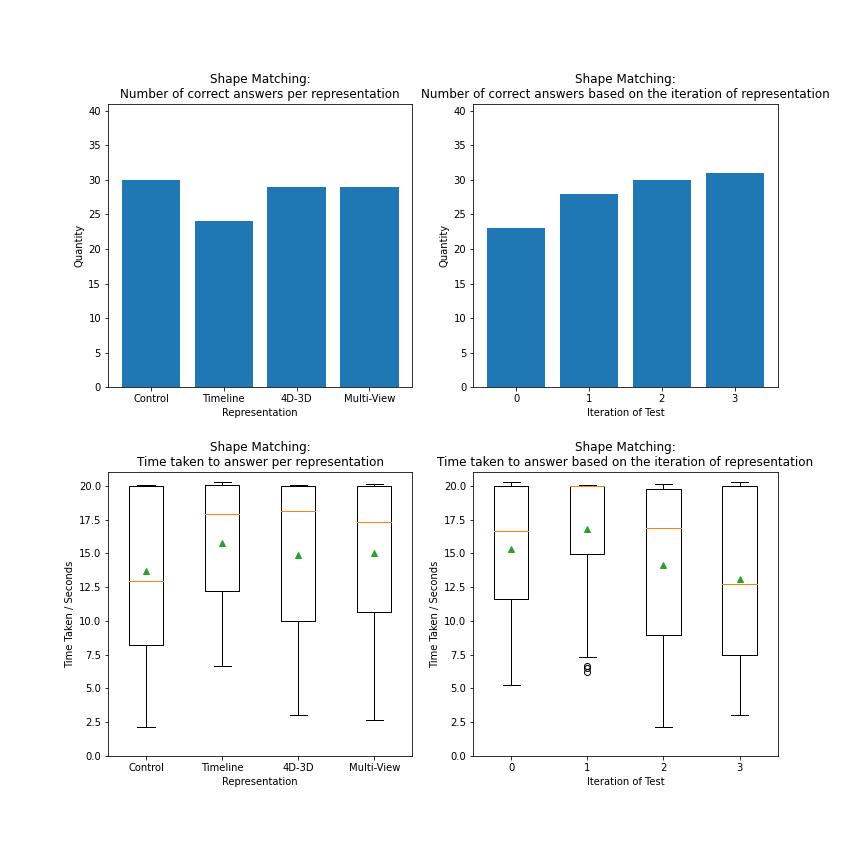 Shape Matching:
Number of correct answers per representation
40
35
30
25
20
15
10
5
0
Quantity
Control Timeline 4D-3D Multi-View
Representation
Shape Matching:
Number of correct answers based on the iteration of representation
40
35
30
25
20
15
10
5
0
Quantity
0 1 2 3
Iteration of Test
Shape Matching:
Time taken to answer per representation
20.0
17.5
15.0
12.5
10.0
7.5
5.0
2.5
0.0
Time Taken / Seconds
Control Timeline 4D-3D Multi-View
Representation
Shape Matching:
Time taken to answer based on the iteration of representation
20.0
17.5
15.0
12.5
10.0
7.5
5.0
2.5
0.0
Time Taken / Seconds
0 1 2 3
Iteration of Test